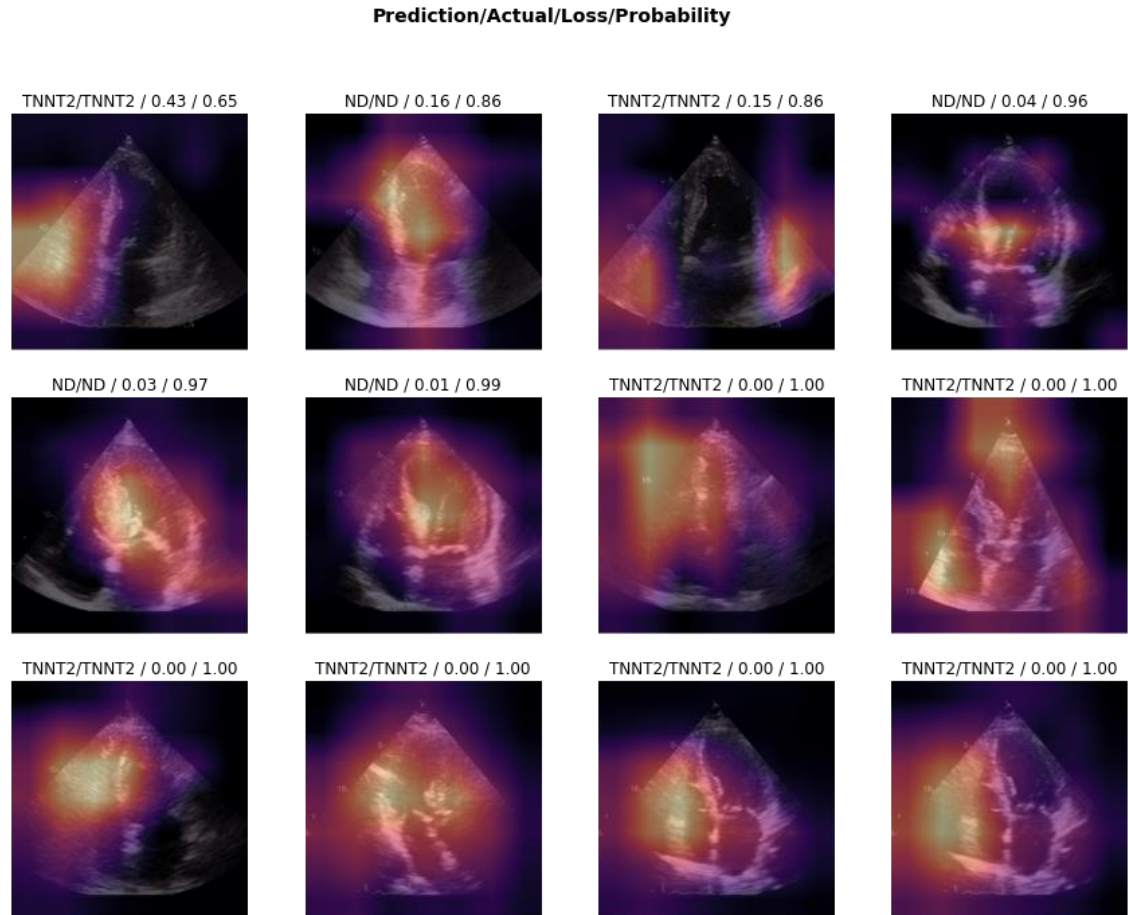 Prediction/Actual/Loss/Probability
TNNT2/TNNT2 / 0.43 / 0.65
ND/ND / 0.16 / 0.86
TNNT2/TNNT2 / 0.15 / 0.86
ND/ND / 0.04 / 0.96
ND/ND / 0.03 / 0.97
ND/ND / 0.01 / 0.99
TNNT2/TNNT2 / 0.00 / 1.00
TNNT2/TNNT2 / 0.00 / 1.00
TNNT2/TNNT2 / 0.00 / 1.00
TNNT2/TNNT2 / 0.00 / 1.00
TNNT2/TNNT2 / 0.00 / 1.00
TNNT2/TNNT2 / 0.00 / 1.00